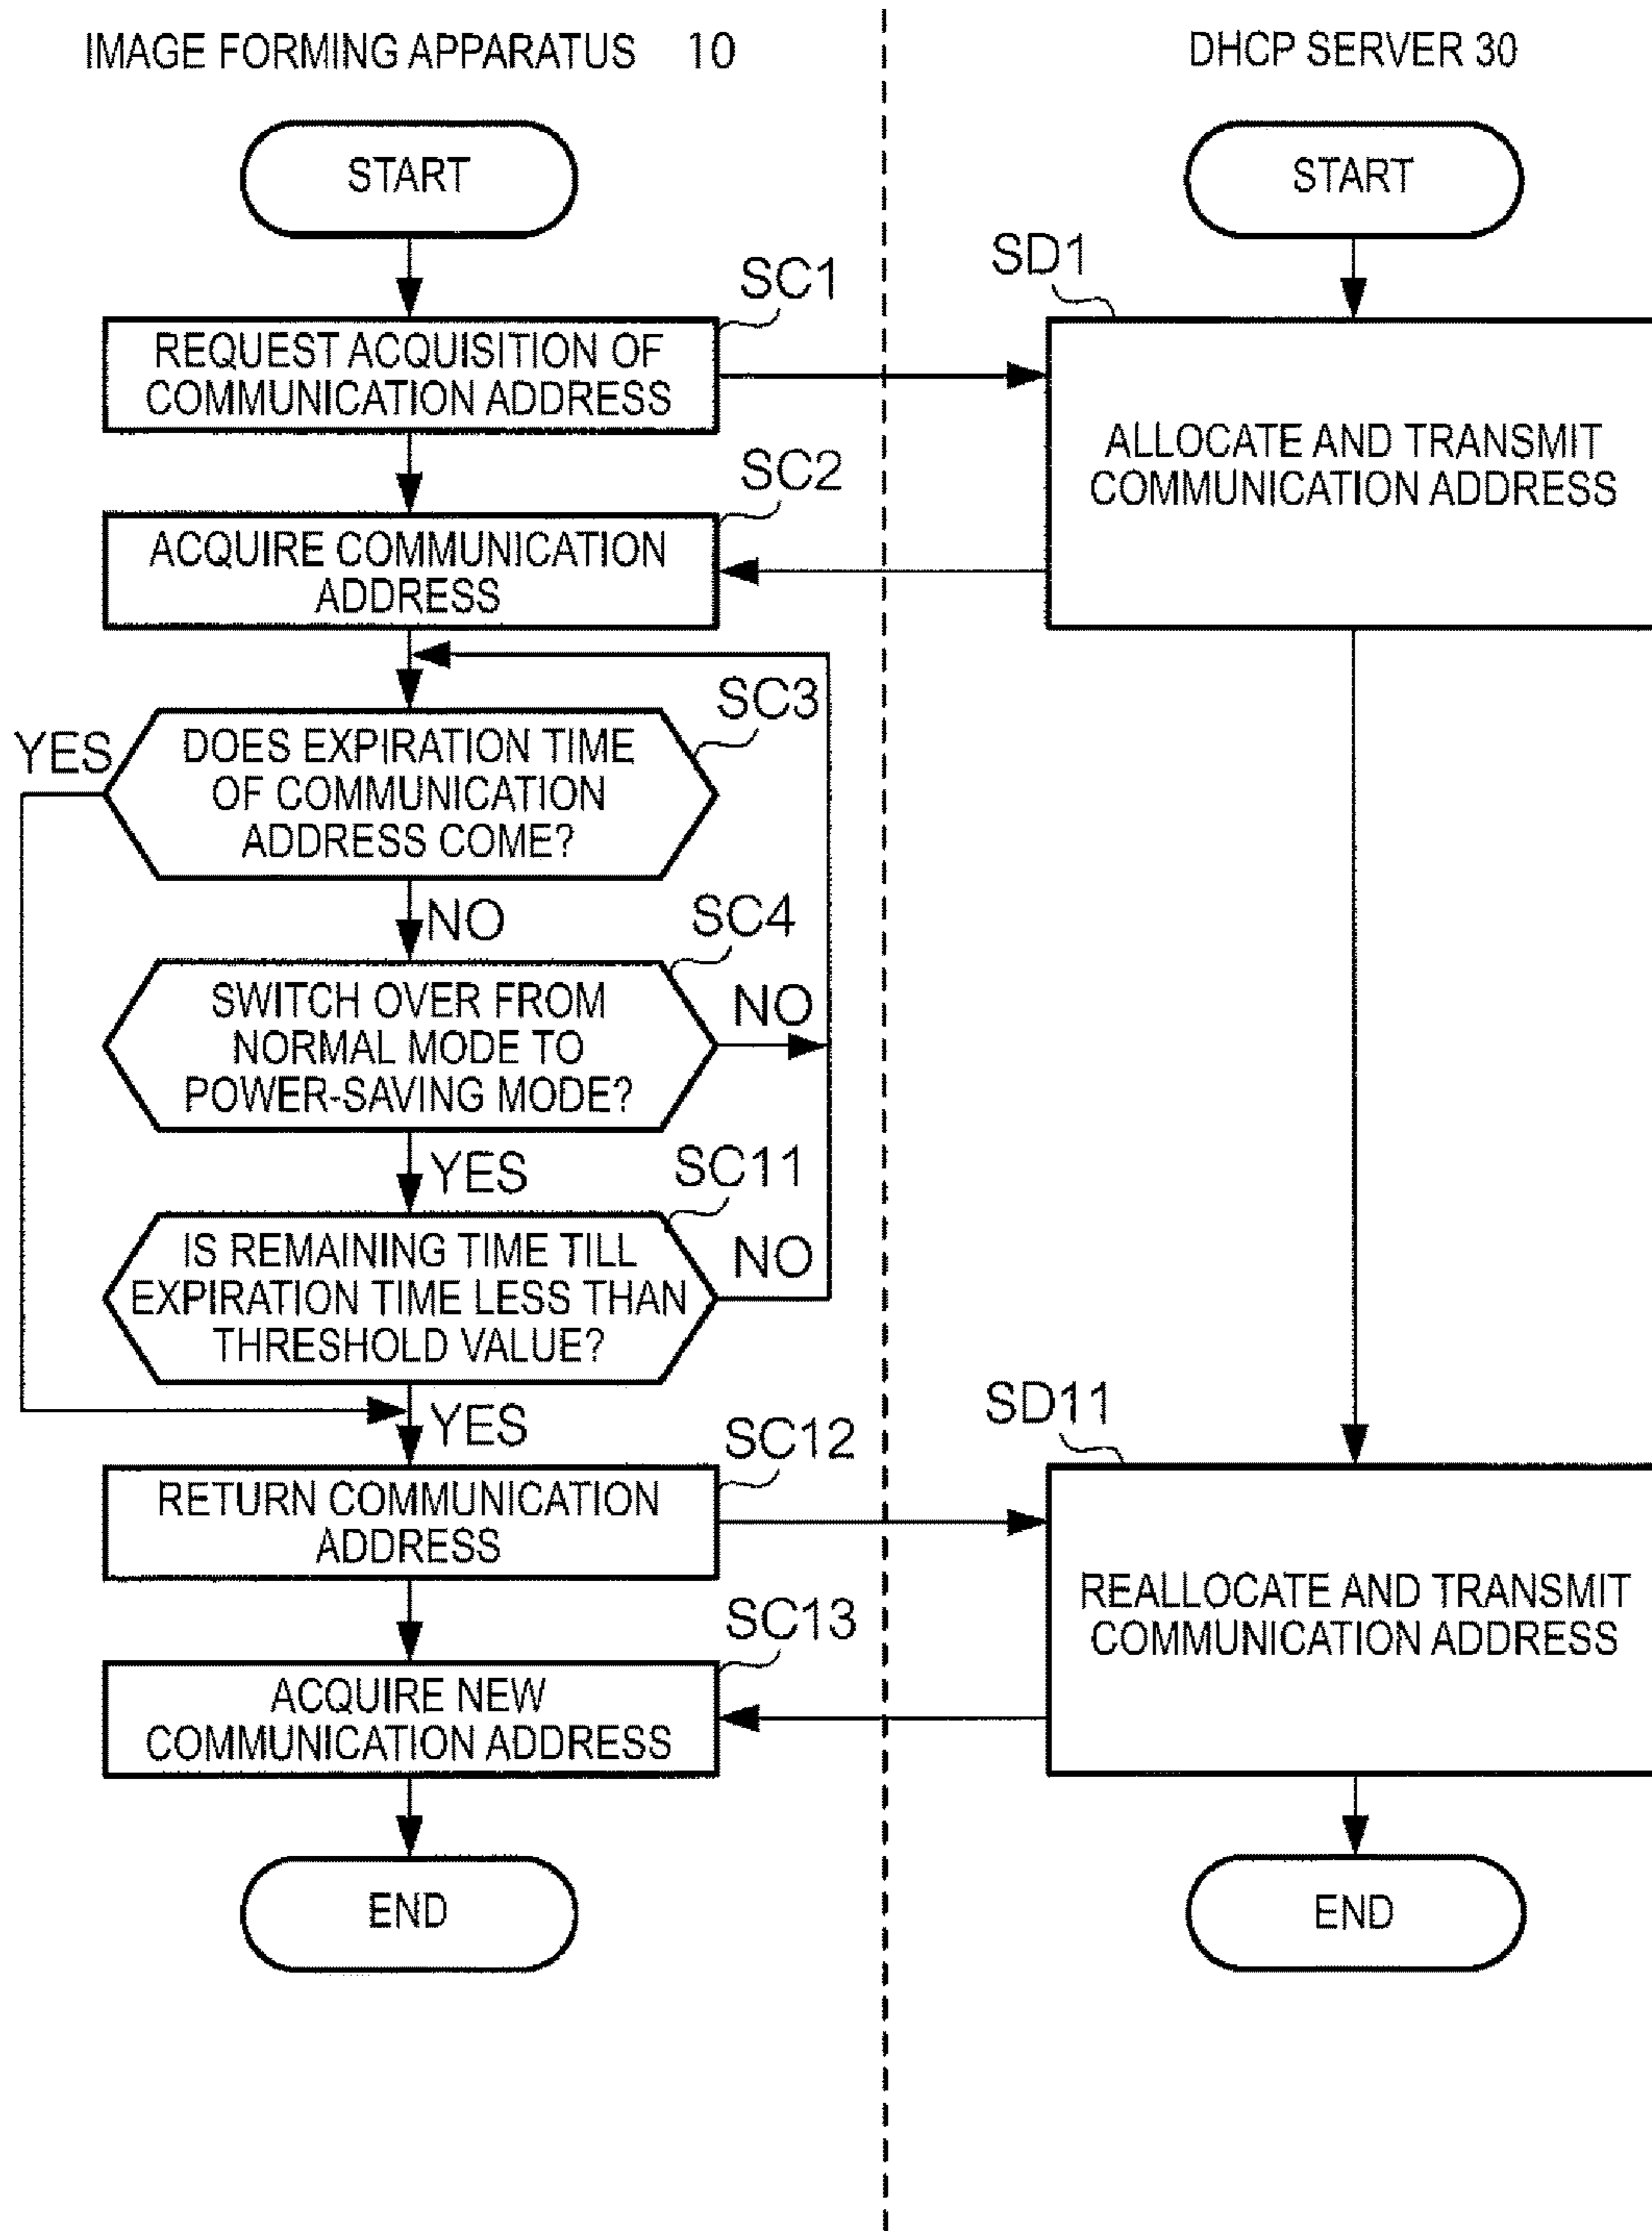 IMAGE FORMING APPARATUS 10
DHCP SERVER 30
START
START
SC1
SD1
REQUEST ACQUISITION OF
COMMUNICATION ADDRESS
ALLOCATE AND TRANSMIT
COMMUNICATION ADDRESS
SC2
ACQUIRE COMMUNICATION
ADDRESS
SC3
YES
DOES EXPIRATION TIME
OF COMMUNICATION
ADDRESS COME?
NO
SC4
SWITCH OVER FROM
NORMAL MODE TO
POWER-SAVING MODE?
NO
YES
SC11
IS REMAINING TIME TILL
EXPIRATION TIME LESS THAN
THRESHOLD VALUE?
NO
YES
SC12
SD11
RETURN COMMUNICATION
ADDRESS
REALLOCATE AND TRANSMIT
COMMUNICATION ADDRESS
SC13
ACQUIRE NEW
COMMUNICATION ADDRESS
END
END